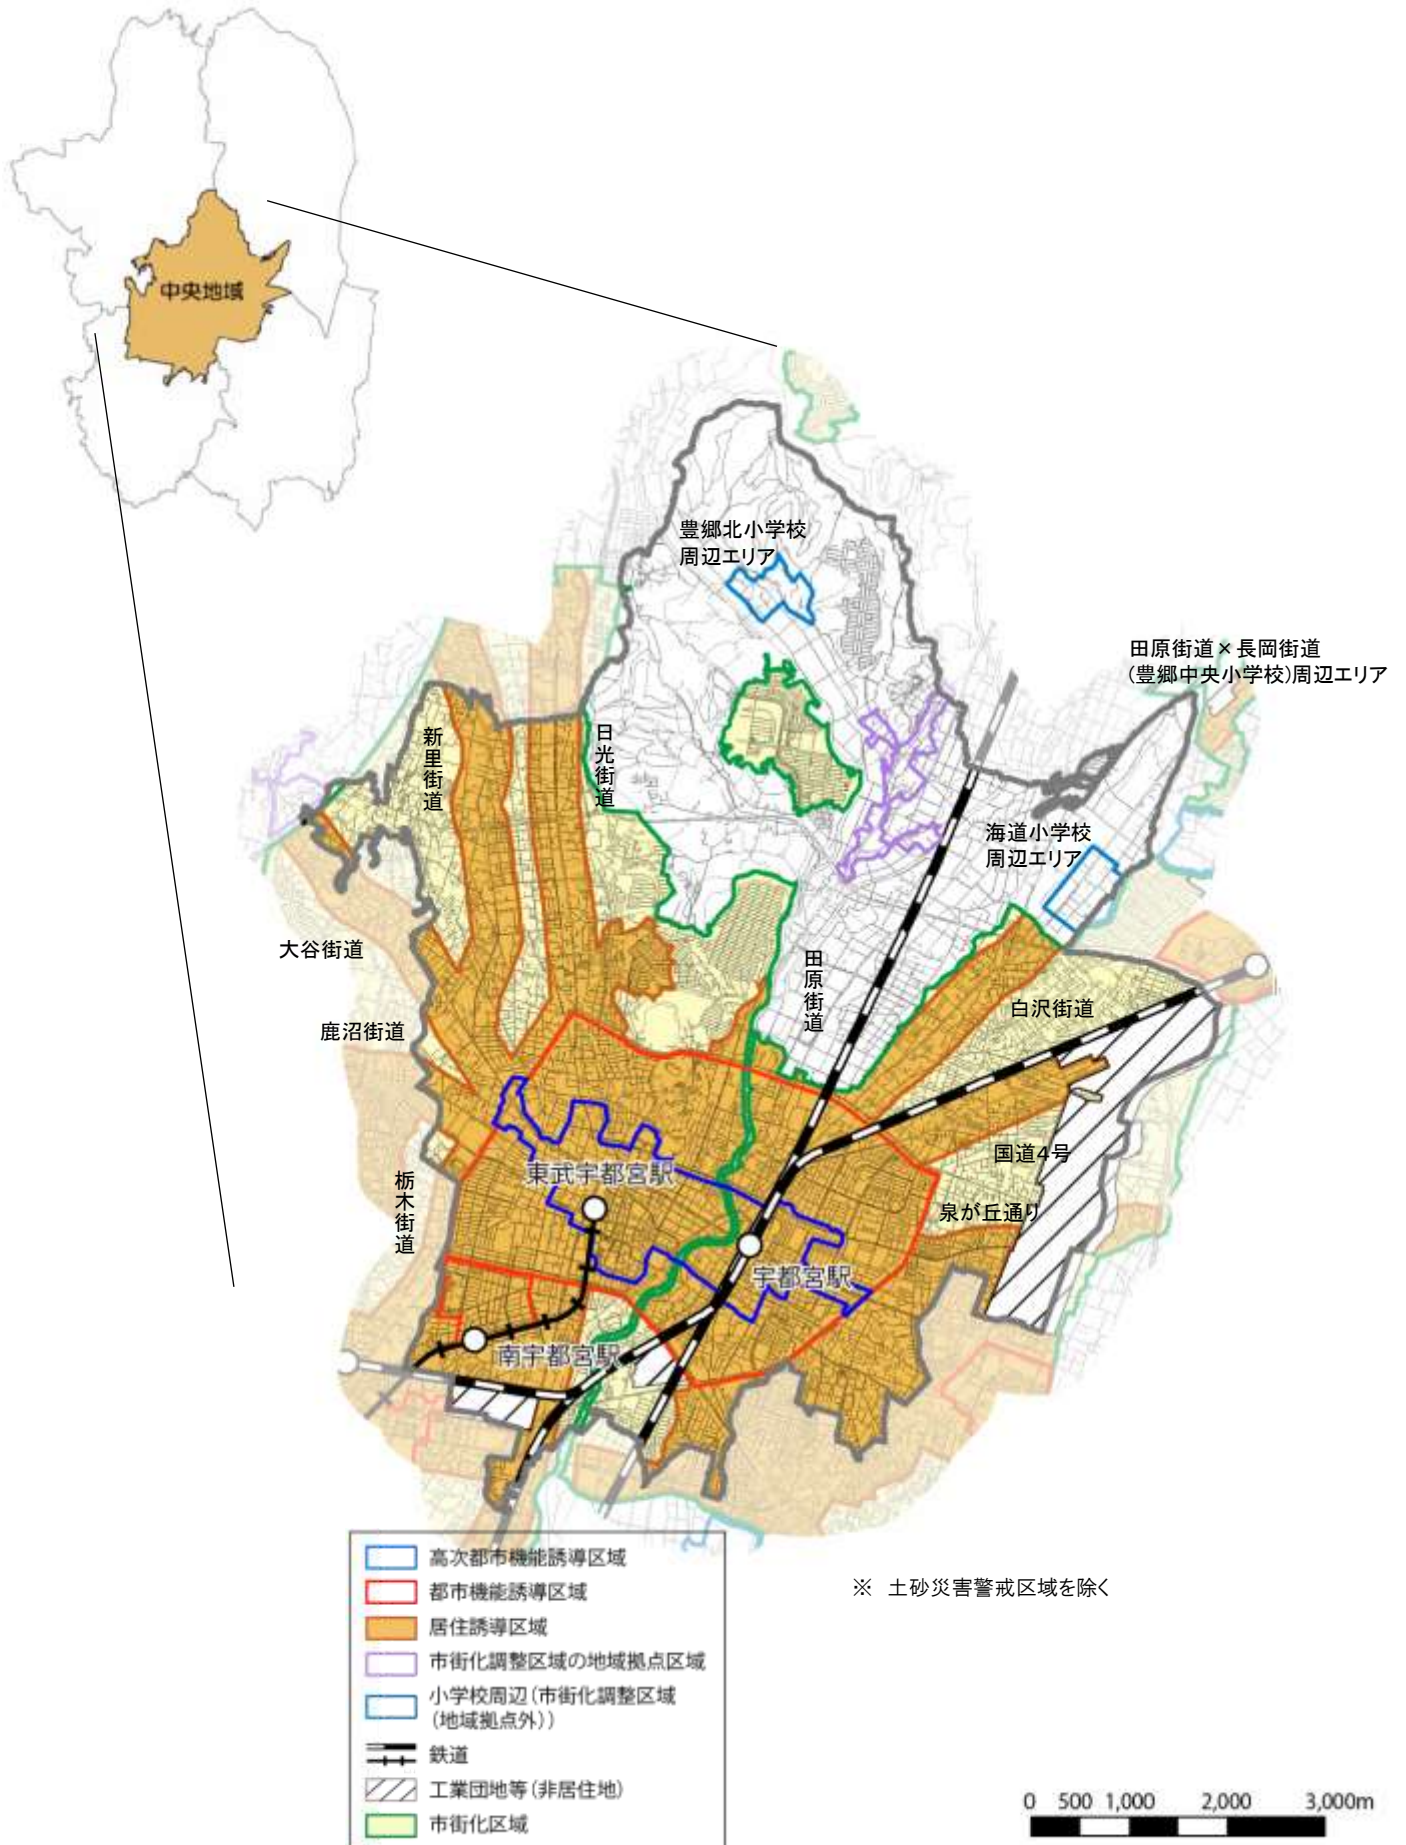 中央地域
豊郷北小学校
周辺エリア
田原街道×長岡街道
(豊郷中央小学校)周辺エリア
新里街道
日光街道
海道小学校
周辺エリア
大谷街道
田原街道
白沢街道
鹿沼街道
国道4号
東武宇都宮駅
栃木街道
泉が丘通り
宇都宮駅
南宇都宮駅
高次都市機能誘導区域
都市機能誘導区域
居住誘導区域
市街化調整区域の地域拠点区域
小学校周辺(市街化調整区域
(地域拠点外))
鉄道
工業団地等(非居住地)
市街化区域
※ 土砂災害警戒区域を除く
0 500 1,000 2,000 3,000m